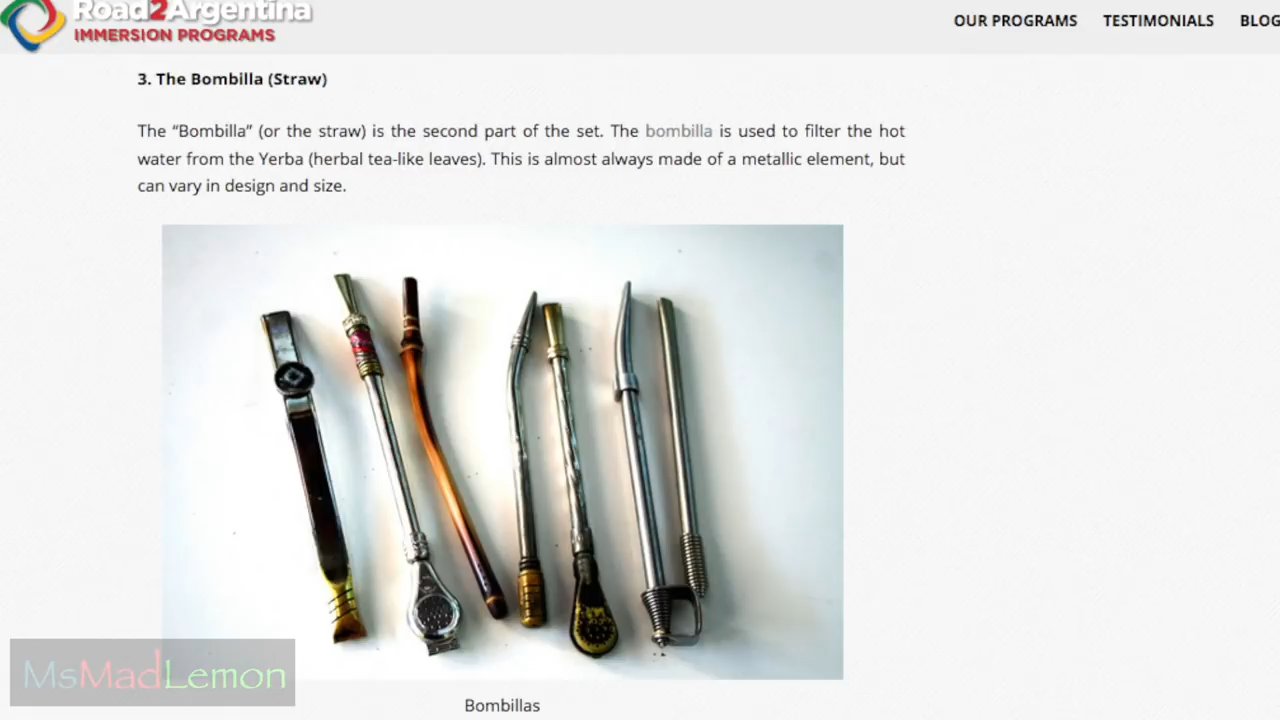 Road2Argentina
IMMERSION PROGRAMS
OUR PROGRAMS TESTIMONIALS BLOG
3. The Bombilla (Straw)
The “Bombilla” (or the straw) is the second part of the set. The bombilla is used to filter the hot
water from the Yerba (herbal tea-like leaves). This is almost always made of a metallic element, but
can vary in design and size.
MsMadLemon
Bombillas